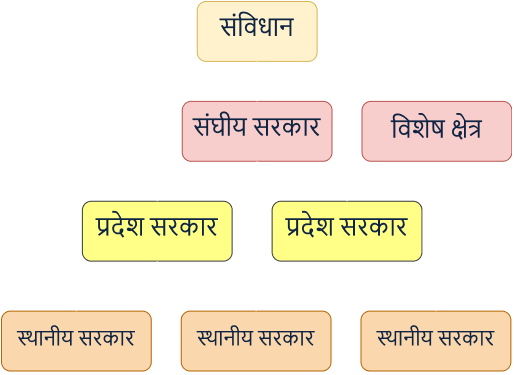 संविधान
संघीय सरकार
विशेष क्षेत्र
प्रदेश सरकार
प्रदेश सरकार
स्थानीय सरकार
स्थानीय सरकार
स्थानीय सरकार